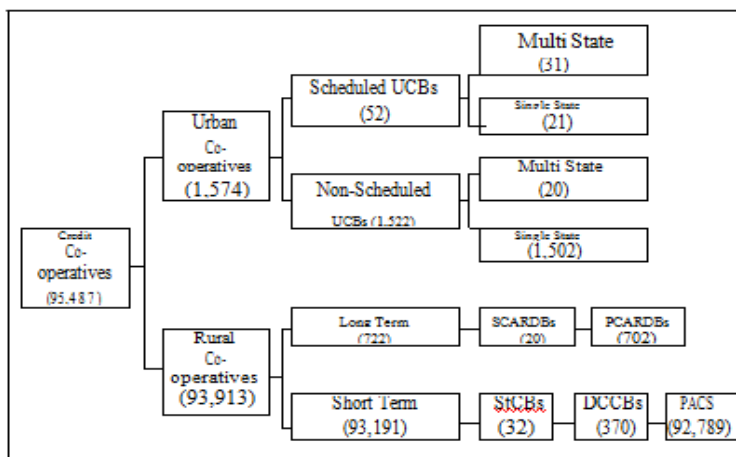 Multi State
(31)
Scheduled UCBs
(52)
Single State
(21)
Urban
Co-
operatives
(1,574)
Multi State
(20)
Non-Scheduled
UCBs (1,522)
Single State
(1,502)
Credit
Co-
operatives
(95,487)
Long Term
(722)
SCARDBs
(20)
PCARDBs
(702)
Rural
Co-
operatives
(93,913)
Short Term
(93,191)
StCBs
(32)
DCCBs
(370)
PACS
(92,789)